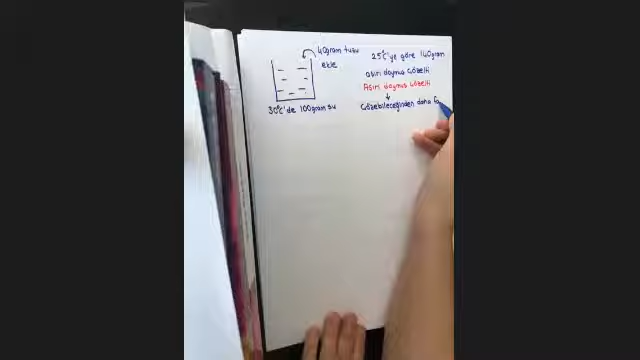 40gram tuzu
ekle
30°C'de 100gram su
25°C'ye göre 140gram
aşırı doymuş çözelti
Aşırı doymuş çözelti
Çözebileceğinden daha fa